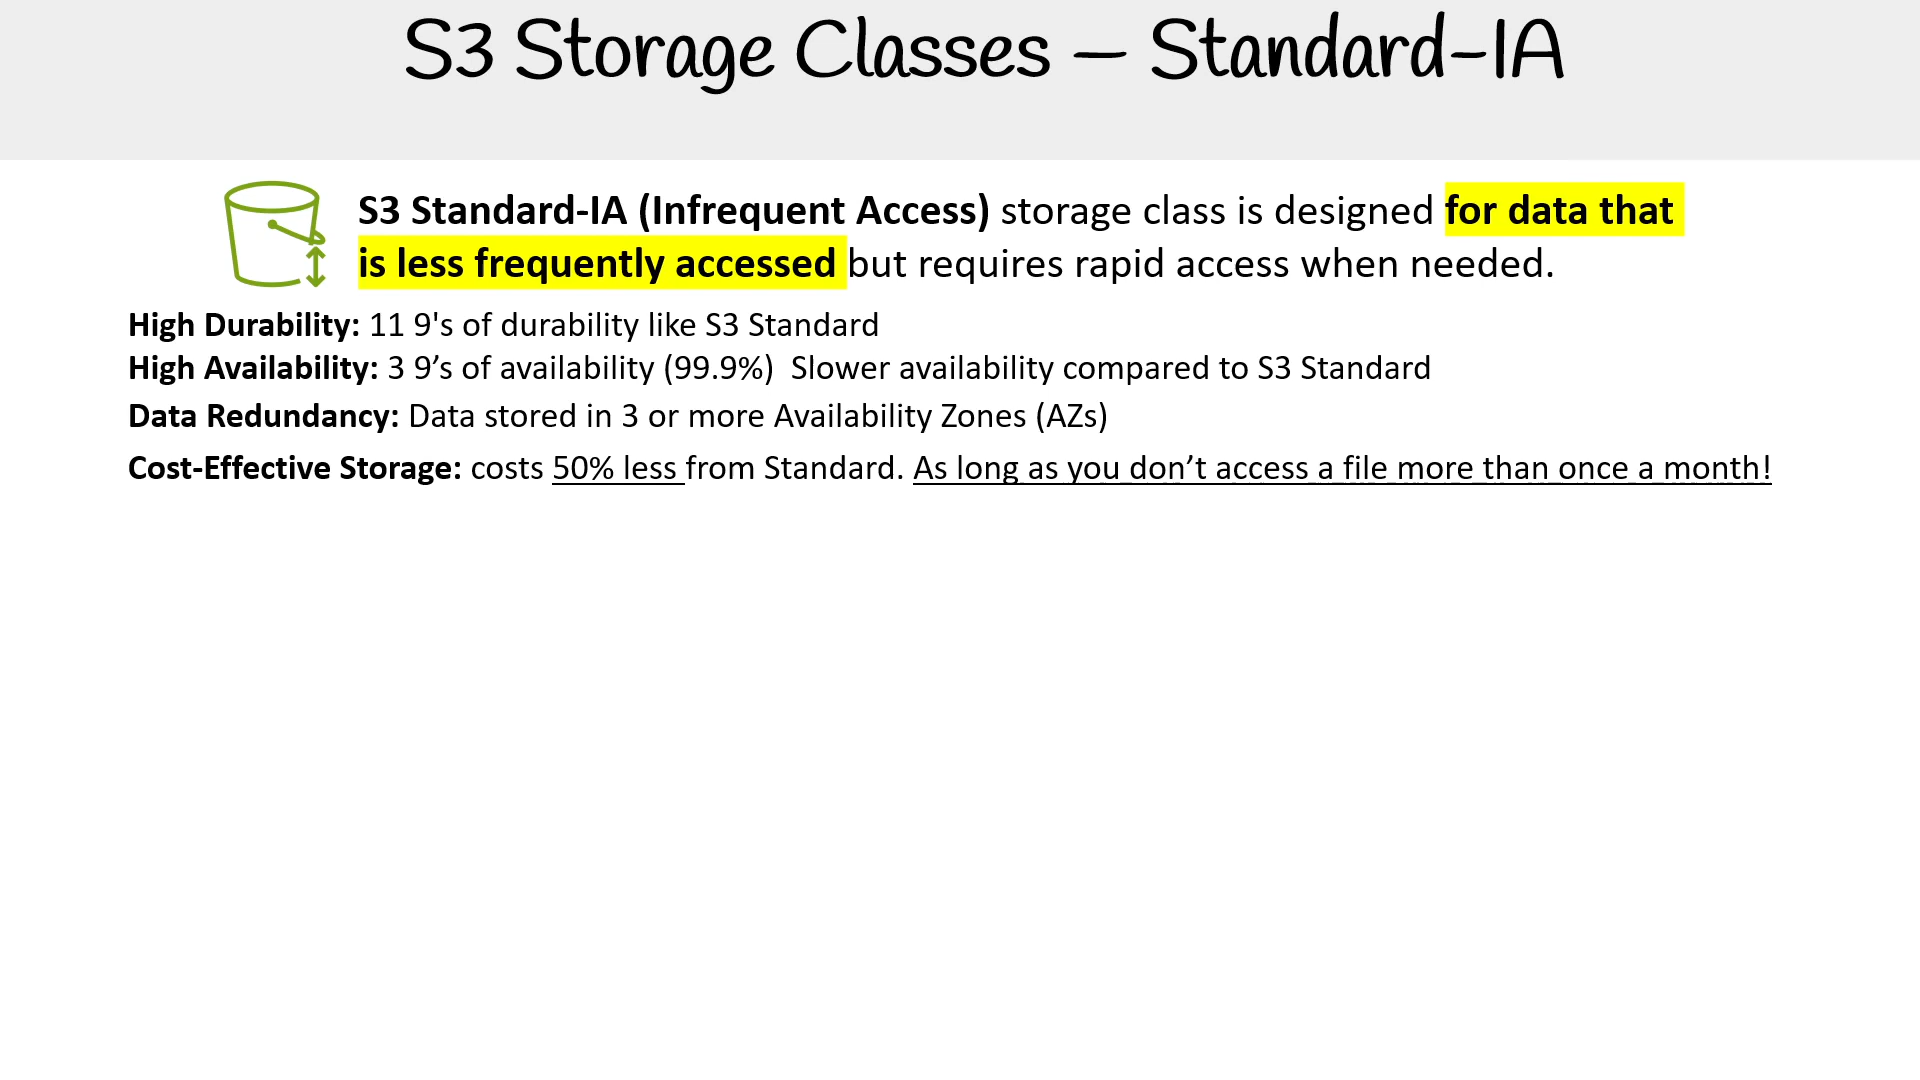 S3 Storage Classes – Standard-IA
S3 Standard-IA (Infrequent Access) storage class is designed for data that
is less frequently accessed but requires rapid access when needed.
High Durability: 11 9's of durability like S3 Standard
High Availability: 3 9’s of availability (99.9%)  Slower availability compared to S3 Standard
Data Redundancy: Data stored in 3 or more Availability Zones (AZs)
Cost-Effective Storage: costs 50% less from Standard. As long as you don’t access a file more than once a month!